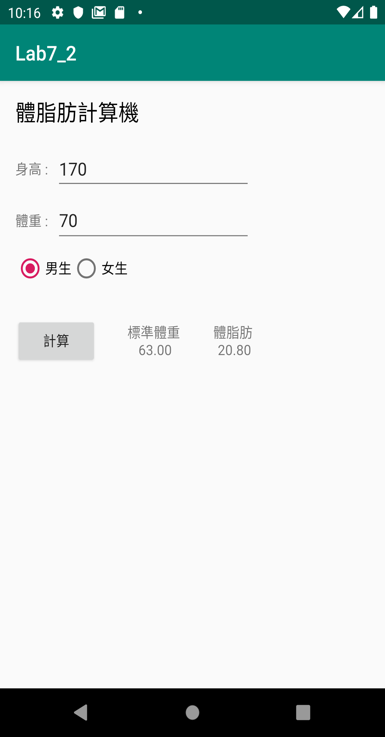 10:16
Lab7_2
體脂肪計算機
身高 : 170
體重 : 70
男生 女生
計算 標準體重 體脂肪
63.00 20.80